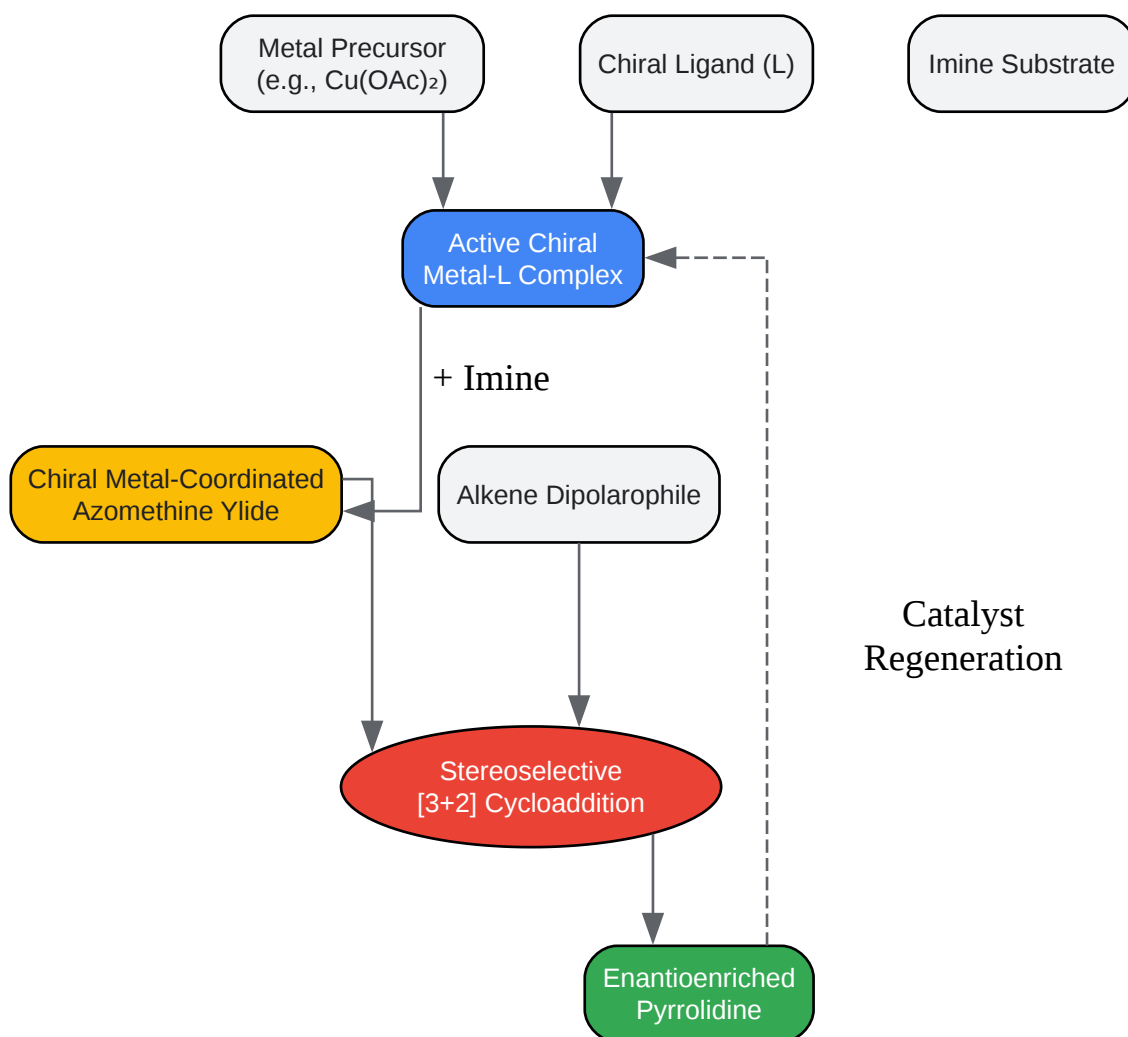 Metal Precursor
(e.g., Cu(OAc)₂)
Chiral Ligand (L)
Imine Substrate
Active Chiral
Metal-L Complex
+ Imine
Chiral Metal-Coordinated
Azomethine Ylide
Alkene Dipolarophile
Catalyst
Regeneration
Stereoselective
[3+2] Cycloaddition
Enantioenriched
Pyrrolidine